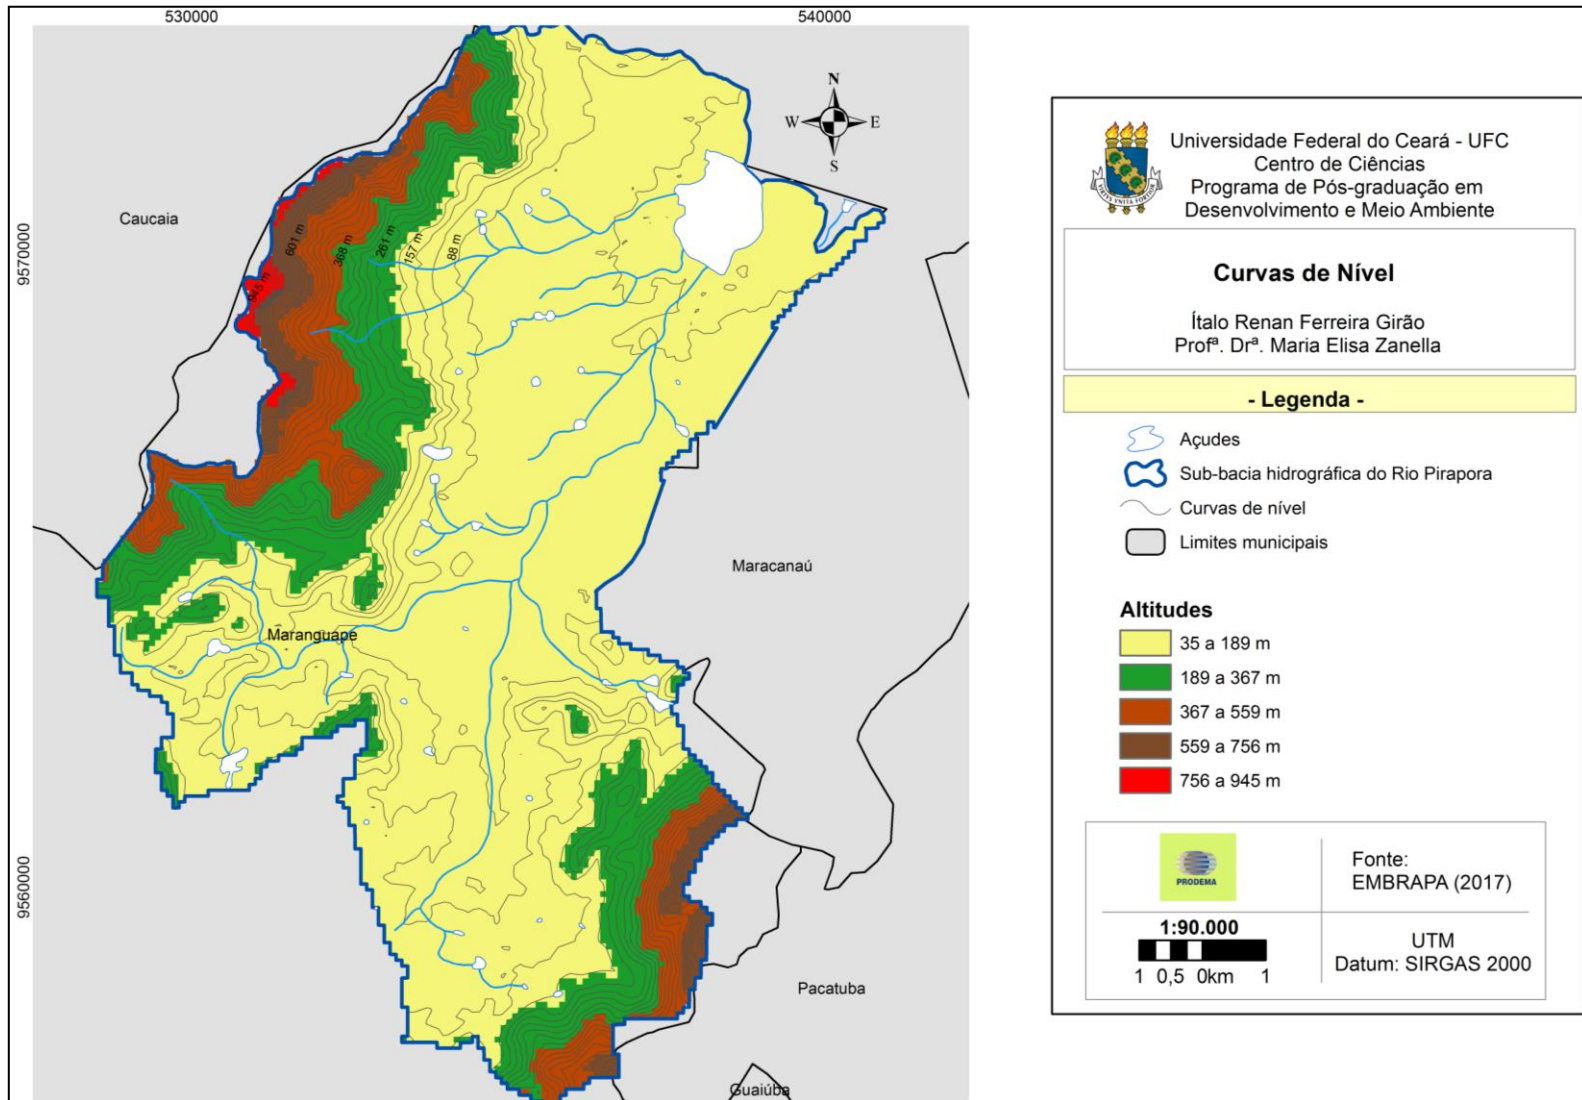 530000
540000
9570000
9560000
N
W
E
S
Caucaia
945 m
601 m
368 m
261 m
157 m
88 m
Maranguape
Maracanaú
Pacatuba
Guaiúba
VIRTUS UNITA FORTIOR
Universidade Federal do Ceará - UFC
Centro de Ciências
Programa de Pós-graduação em
Desenvolvimento e Meio Ambiente
Curvas de Nível
Ítalo Renan Ferreira Girão
Profª. Drª. Maria Elisa Zanella
- Legenda -
Açudes
Sub-bacia hidrográfica do Rio Pirapora
Curvas de nível
Limites municipais
Altitudes
35 a 189 m
189 a 367 m
367 a 559 m
559 a 756 m
756 a 945 m
PRODEMA
Fonte:
EMBRAPA (2017)
1:90.000
1 0,5 0km 1
UTM
Datum: SIRGAS 2000